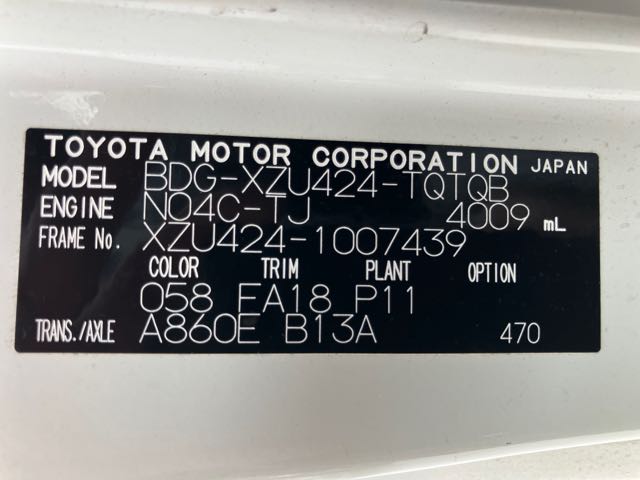 TOYOTA MOTOR CORPORATION JAPAN
MODEL BDG-XZU424-TQTQB
ENGINE N04C-TJ 4009 mL
FRAME No. XZU424-1007439
COLOR TRIM PLANT OPTION
058 FA18 P11
TRANS./AXLE A860E B13A 470